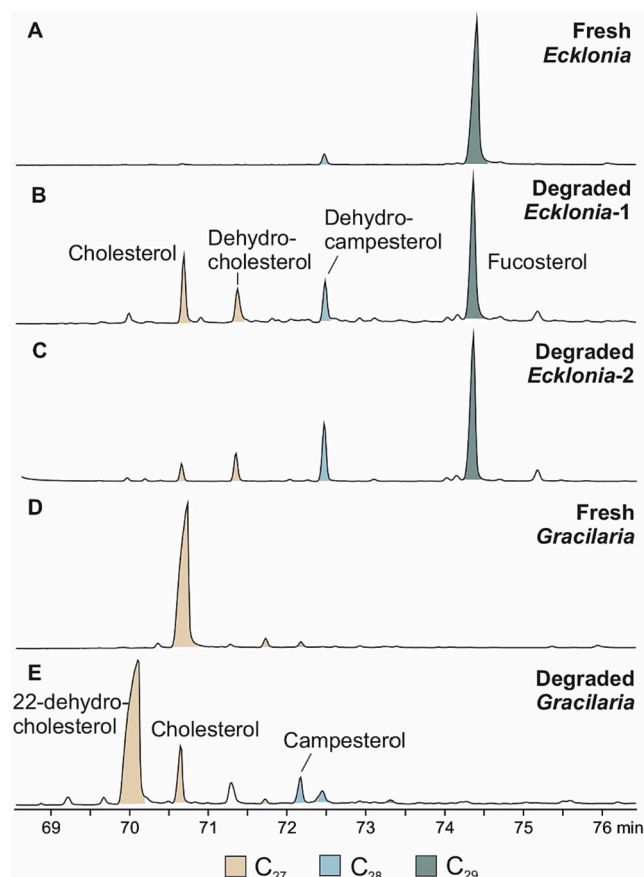 A
Fresh
Ecklonia
B
Degraded
Ecklonia-1
Cholesterol
Dehydro-
cholesterol
Dehydro-
campesterol
Fucosterol
C
Degraded
Ecklonia-2
D
Fresh
Gracilaria
E
Degraded
Gracilaria
22-dehydro-
cholesterol
Cholesterol
Campesterol
69 70 71 72 73 74 75 76 min
C27 C28 C29